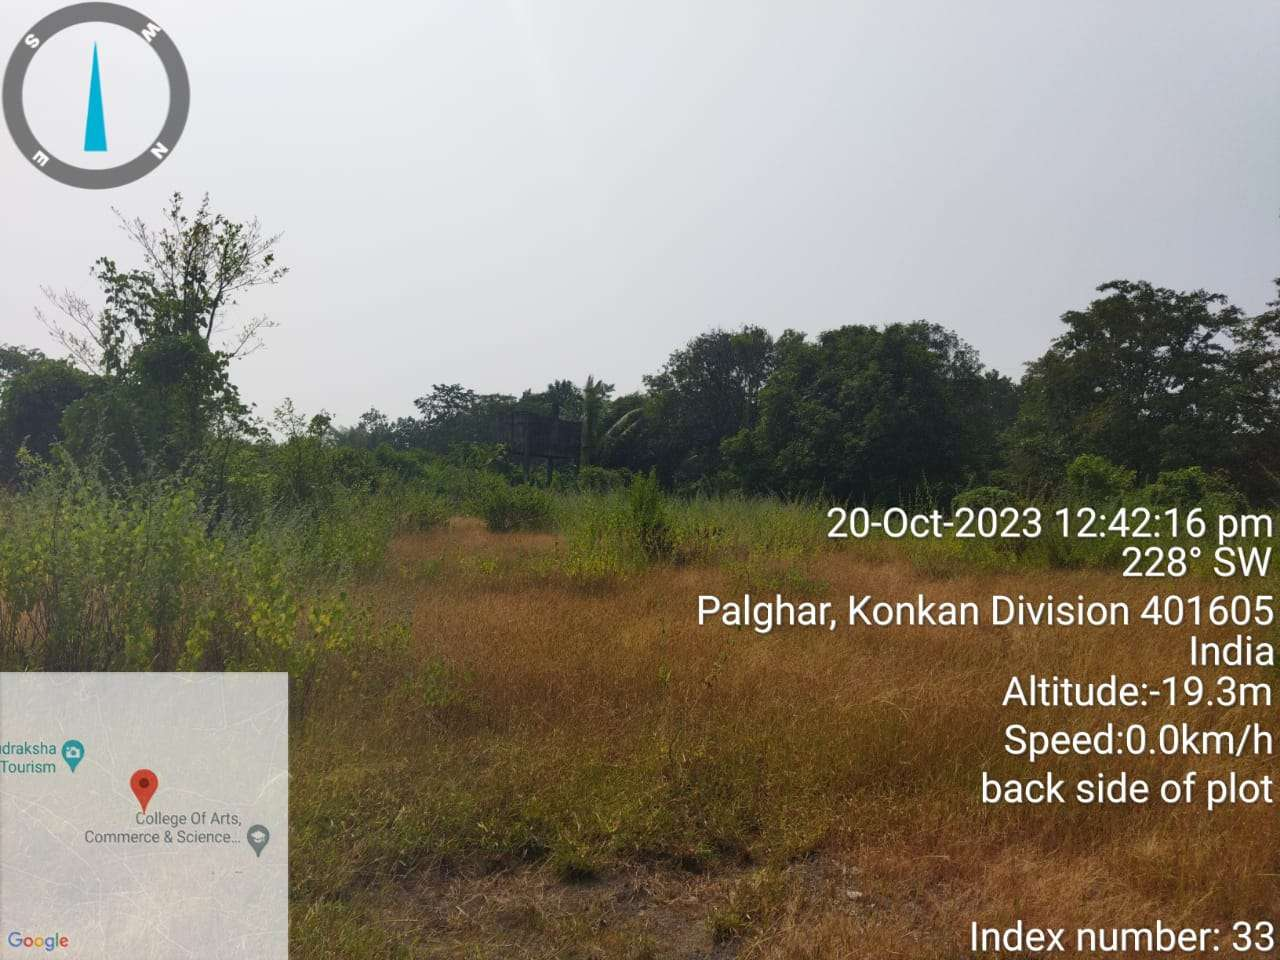 S
W
E
N
20-Oct-2023 12:42:16 pm
228° SW
Palghar, Konkan Division 401605
India
Altitude:-19.3m
Speed:0.0km/h
back side of plot
Index number: 33
udraksha
Tourism
College Of Arts,
Commerce & Science...
Google